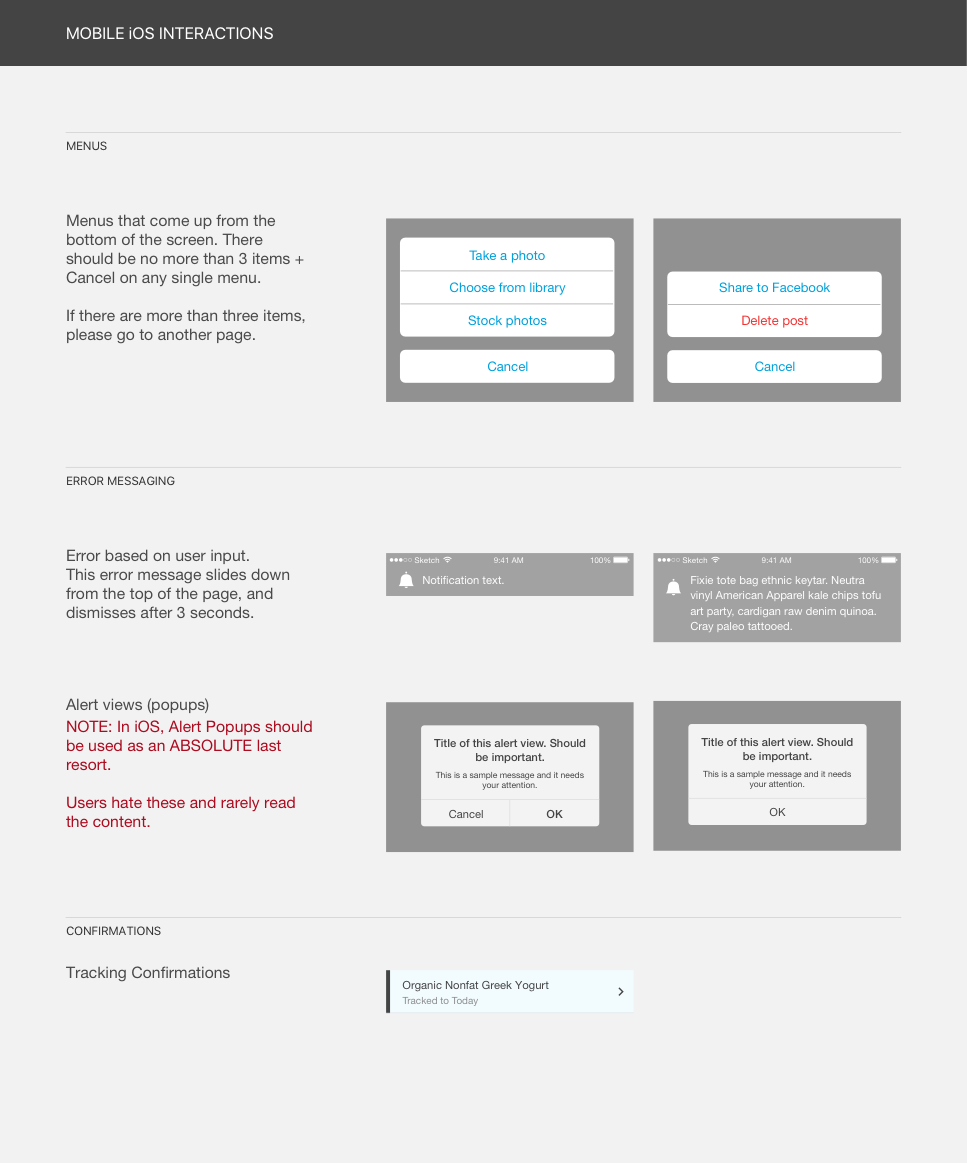 MOBILE iOS INTERACTIONS
MENUS
Menus that come up from the
bottom of the screen. There
should be no more than 3 items +
Cancel on any single menu.
If there are more than three items,
please go to another page.
Take a photo
Choose from library
Stock photos
Cancel
Share to Facebook
Delete post
Cancel
ERROR MESSAGING
Error based on user input.
This error message slides down
from the top of the page, and
dismisses after 3 seconds.
Sketch 9:41 AM 100%
Notification text.
Sketch 9:41 AM 100%
Fixie tote bag ethnic keytar. Neutra
vinyl American Apparel kale chips tofu
art party, cardigan raw denim quinoa.
Cray paleo tattooed.
Alert views (popups)
NOTE: In iOS, Alert Popups should
be used as an ABSOLUTE last
resort.
Users hate these and rarely read
the content.
Title of this alert view. Should
be important.
This is a sample message and it needs
your attention.
Cancel OK
Title of this alert view. Should
be important.
This is a sample message and it needs
your attention.
OK
CONFIRMATIONS
Tracking Confirmations
Organic Nonfat Greek Yogurt
Tracked to Today